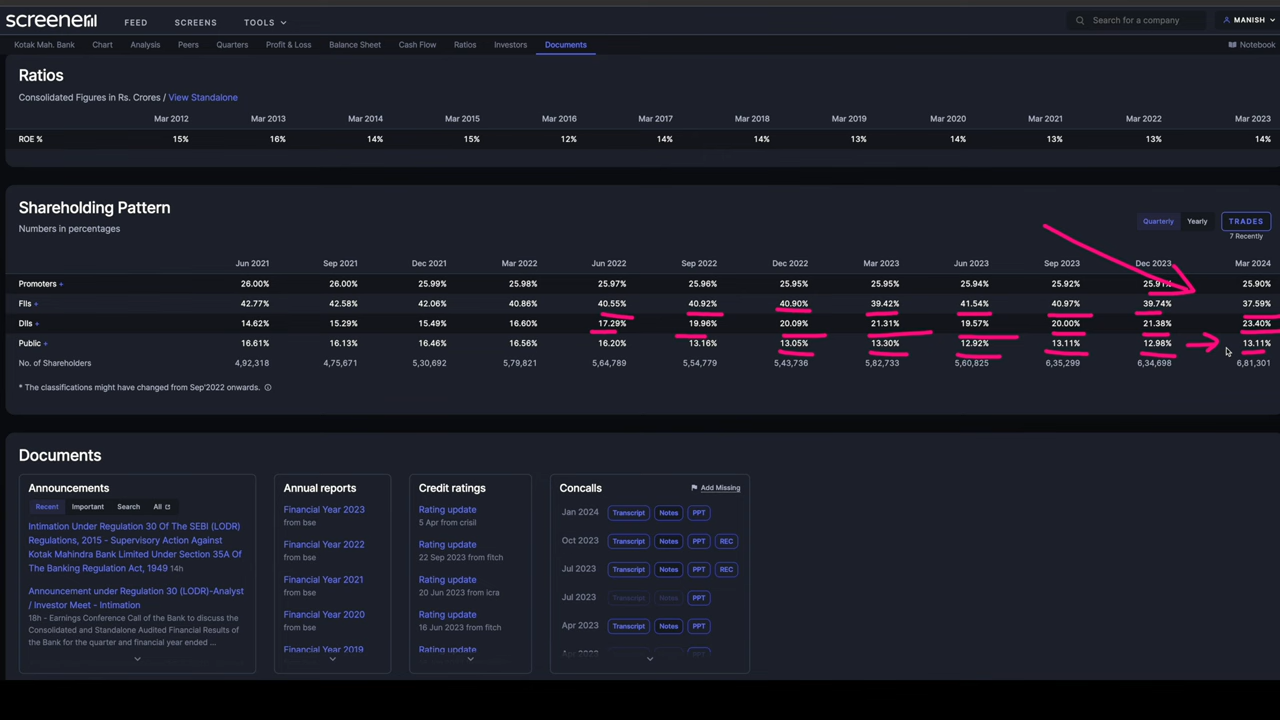 screener FEED SCREENS TOOLS Search for a company MANISH
Kotak Mah. Bank Chart Analysis Peers Quarters Profit & Loss Balance Sheet Cash Flow Ratios Investors Documents Notebook
Ratios
Consolidated Figures in Rs. Crores / View Standalone
Mar 2012 Mar 2013 Mar 2014 Mar 2015 Mar 2016 Mar 2017 Mar 2018 Mar 2019 Mar 2020 Mar 2021 Mar 2022 Mar 2023
ROE % 15% 16% 14% 15% 12% 14% 14% 13% 14% 13% 13% 14%
Shareholding Pattern
Numbers in percentages
Quarterly Yearly TRADES
7 Recently
Jun 2021 Sep 2021 Dec 2021 Mar 2022 Jun 2022 Sep 2022 Dec 2022 Mar 2023 Jun 2023 Sep 2023 Dec 2023 Mar 2024
Promoters + 26.00% 26.00% 25.99% 25.98% 25.97% 25.96% 25.95% 25.95% 25.94% 25.92% 25.91% 25.90%
FIIs + 42.77% 42.58% 42.06% 40.86% 40.55% 40.92% 40.90% 39.42% 41.54% 40.97% 39.74% 37.59%
DIIs + 14.62% 15.29% 15.49% 16.60% 17.29% 19.96% 20.09% 21.31% 19.57% 20.00% 21.38% 23.40%
Public + 16.61% 16.13% 16.46% 16.56% 16.20% 13.16% 13.05% 13.30% 12.92% 13.11% 12.98% 13.11%
No. of Shareholders 4,92,318 4,75,671 5,30,692 5,79,821 5,64,789 5,54,779 5,43,736 5,82,733 5,60,825 6,35,299 6,34,698 6,81,301
* The classifications might have changed from Sep'2022 onwards.
Documents
Announcements
Recent Important Search All
Intimation Under Regulation 30 Of The SEBI (LODR)
Regulations, 2015 - Supervisory Action Against
Kotak Mahindra Bank Limited Under Section 35A Of
The Banking Regulation Act, 1949 14h
Announcement under Regulation 30 (LODR)-Analyst
/ Investor Meet - Intimation
18h - Earnings Conference Call of the Bank to discuss the
Consolidated and Standalone Audited Financial Results of
the Bank for the quarter and financial year ended ...
Annual reports
Financial Year 2023
from bse
Financial Year 2022
from bse
Financial Year 2021
from bse
Financial Year 2020
from bse
Financial Year 2019
Credit ratings
Rating update
5 Apr from crisil
Rating update
22 Sep 2023 from fitch
Rating update
20 Jun 2023 from icra
Rating update
16 Jun 2023 from fitch
Rating update
Concalls Add Missing
Jan 2024 Transcript Notes PPT
Oct 2023 Transcript Notes PPT REC
Jul 2023 Transcript Notes PPT REC
Jul 2023 Transcript Notes PPT
Apr 2023 Transcript Notes PPT